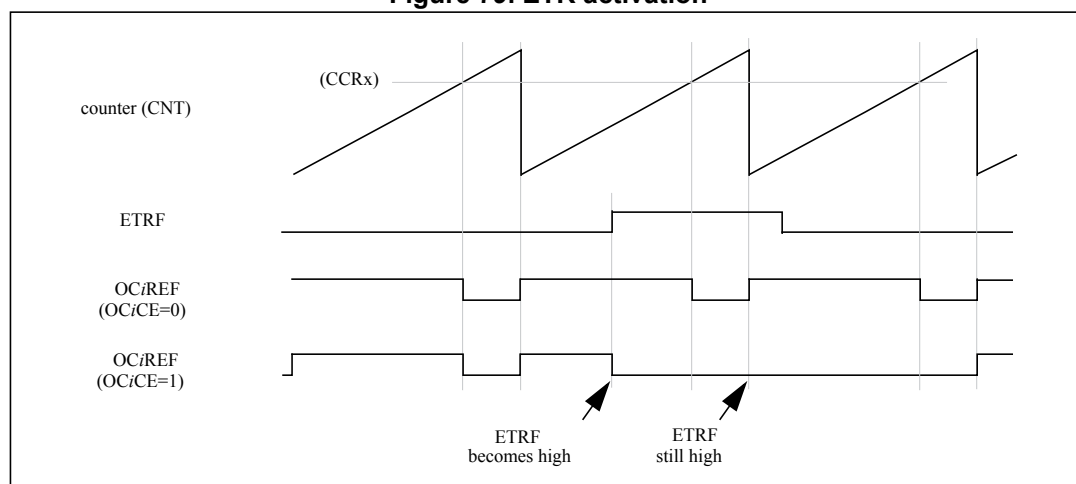 Figure 79. ETR activation
(CCRx)
counter (CNT)
ETRF
OCiREF
(OCiCE=0)
OCiREF
(OCiCE=1)
ETRF
becomes high
ETRF
still high